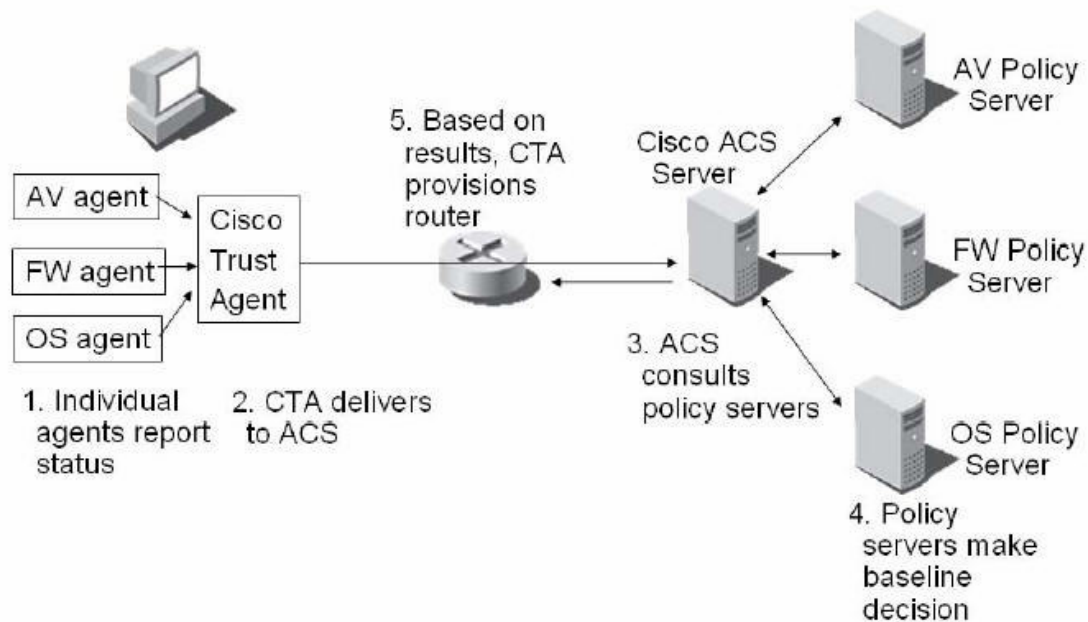 AV Policy
Server
5. Based on
results, CTA
provisions
router
Cisco ACS
Server
AV agent
FW agent
OS agent
Cisco
Trust
Agent
FW Policy
Server
3. ACS
consults
policy servers
1. Individual
agents report
status
2. CTA delivers
to ACS
OS Policy
Server
4. Policy
servers make
baseline
decision